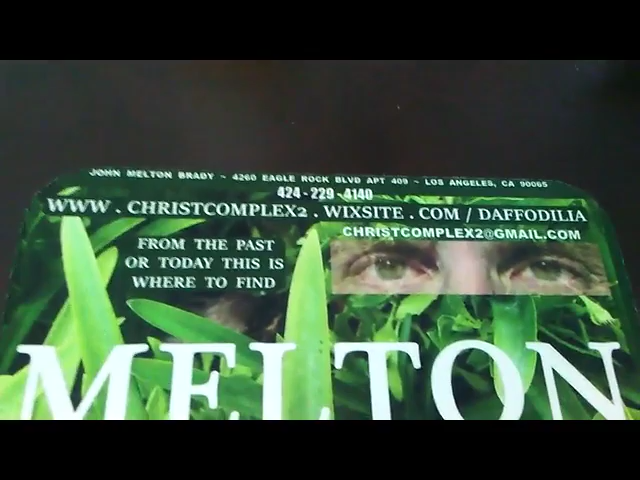 JOHN MELTON BRADY ~ 4260 EAGLE ROCK BLVD APT 409 ~ LOS ANGELES, CA 90065
424-229-4140
WWW . CHRISTCOMPLEX2 . WIXSITE . COM / DAFFODILIA
CHRISTCOMPLEX2@GMAIL.COM
FROM THE PAST
OR TODAY THIS IS
WHERE TO FIND
MELTON